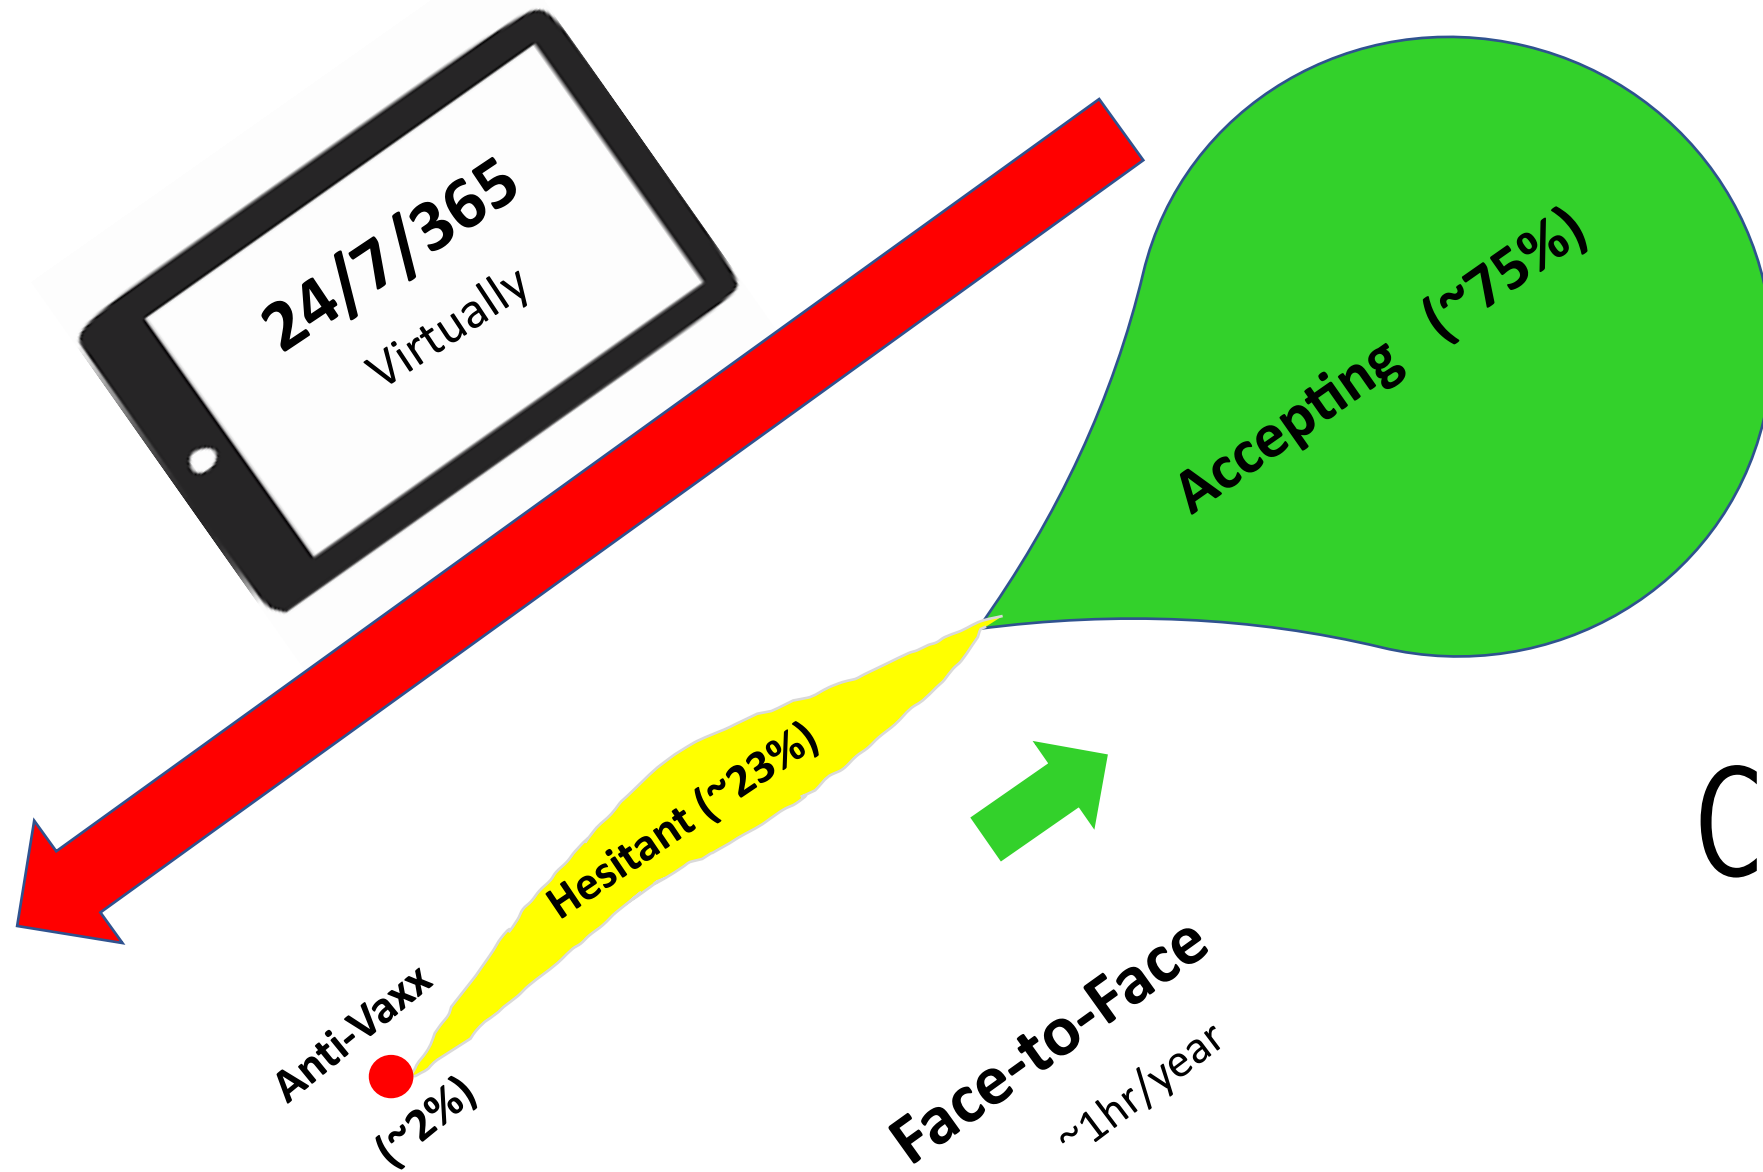 24/7/365
Virtually
Accepting (~75%)
Hesitant (~23%)
Anti-Vaxx
(~2%)
Face-to-Face
~1hr/year
C